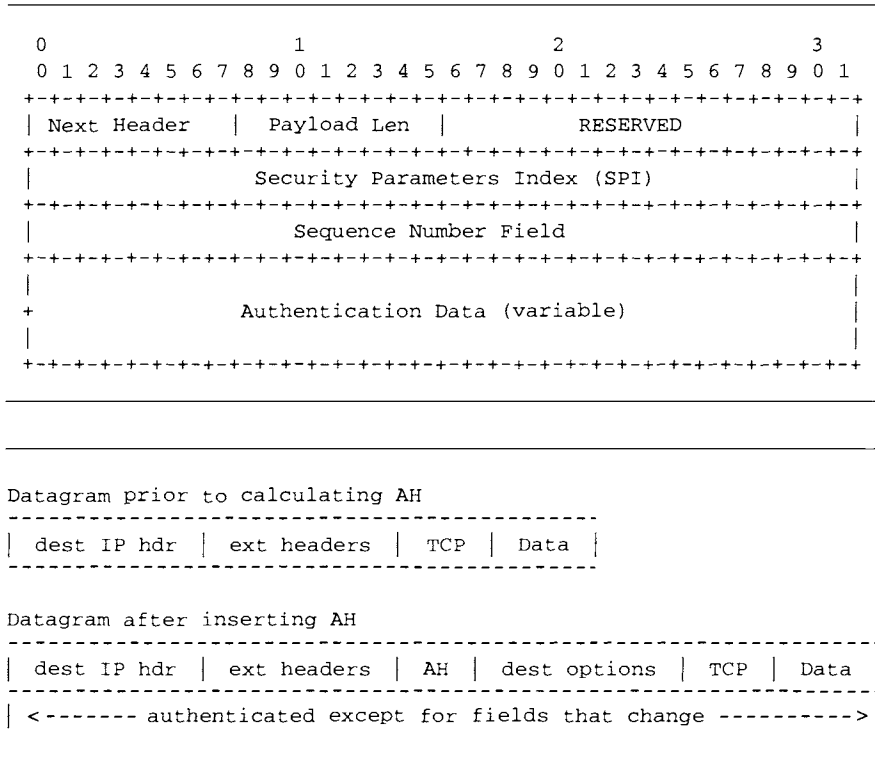 0 1 2 3
0 1 2 3 4 5 6 7 8 9 0 1 2 3 4 5 6 7 8 9 0 1 2 3 4 5 6 7 8 9 0 1
+-+-+-+-+-+-+-+-+-+-+-+-+-+-+-+-+-+-+-+-+-+-+-+-+-+-+-+-+-+-+-+-+
| Next Header | Payload Len | RESERVED |
+-+-+-+-+-+-+-+-+-+-+-+-+-+-+-+-+-+-+-+-+-+-+-+-+-+-+-+-+-+-+-+-+
| Security Parameters Index (SPI) |
+-+-+-+-+-+-+-+-+-+-+-+-+-+-+-+-+-+-+-+-+-+-+-+-+-+-+-+-+-+-+-+-+
| Sequence Number Field |
+-+-+-+-+-+-+-+-+-+-+-+-+-+-+-+-+-+-+-+-+-+-+-+-+-+-+-+-+-+-+-+-+
| |
+ Authentication Data (variable) |
| |
+-+-+-+-+-+-+-+-+-+-+-+-+-+-+-+-+-+-+-+-+-+-+-+-+-+-+-+-+-+-+-+-+
Datagram prior to calculating AH
----------------------------------------------
| dest IP hdr | ext headers | TCP | Data |
----------------------------------------------
Datagram after inserting AH
--------------------------------------------------------------------
| dest IP hdr | ext headers | AH | dest options | TCP | Data
--------------------------------------------------------------------
| <------- authenticated except for fields that change ---------->